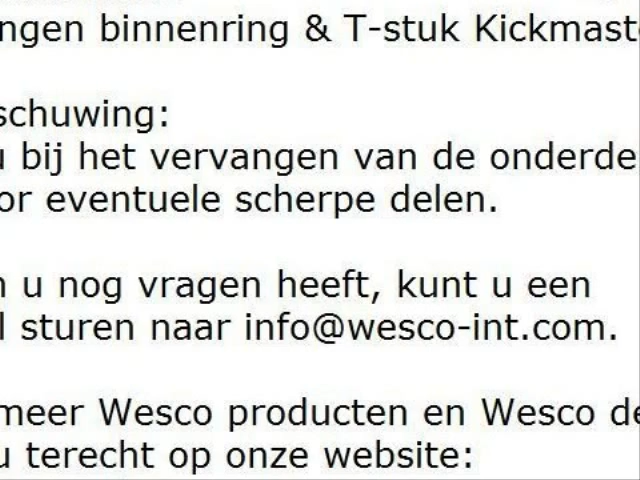 ngen binnenring & T-stuk Kickmast
schuwing:
u bij het vervangen van de onderde
or eventuele scherpe delen.
n u nog vragen heeft, kunt u een
l sturen naar info@wesco-int.com.
meer Wesco producten en Wesco de
u terecht op onze website: